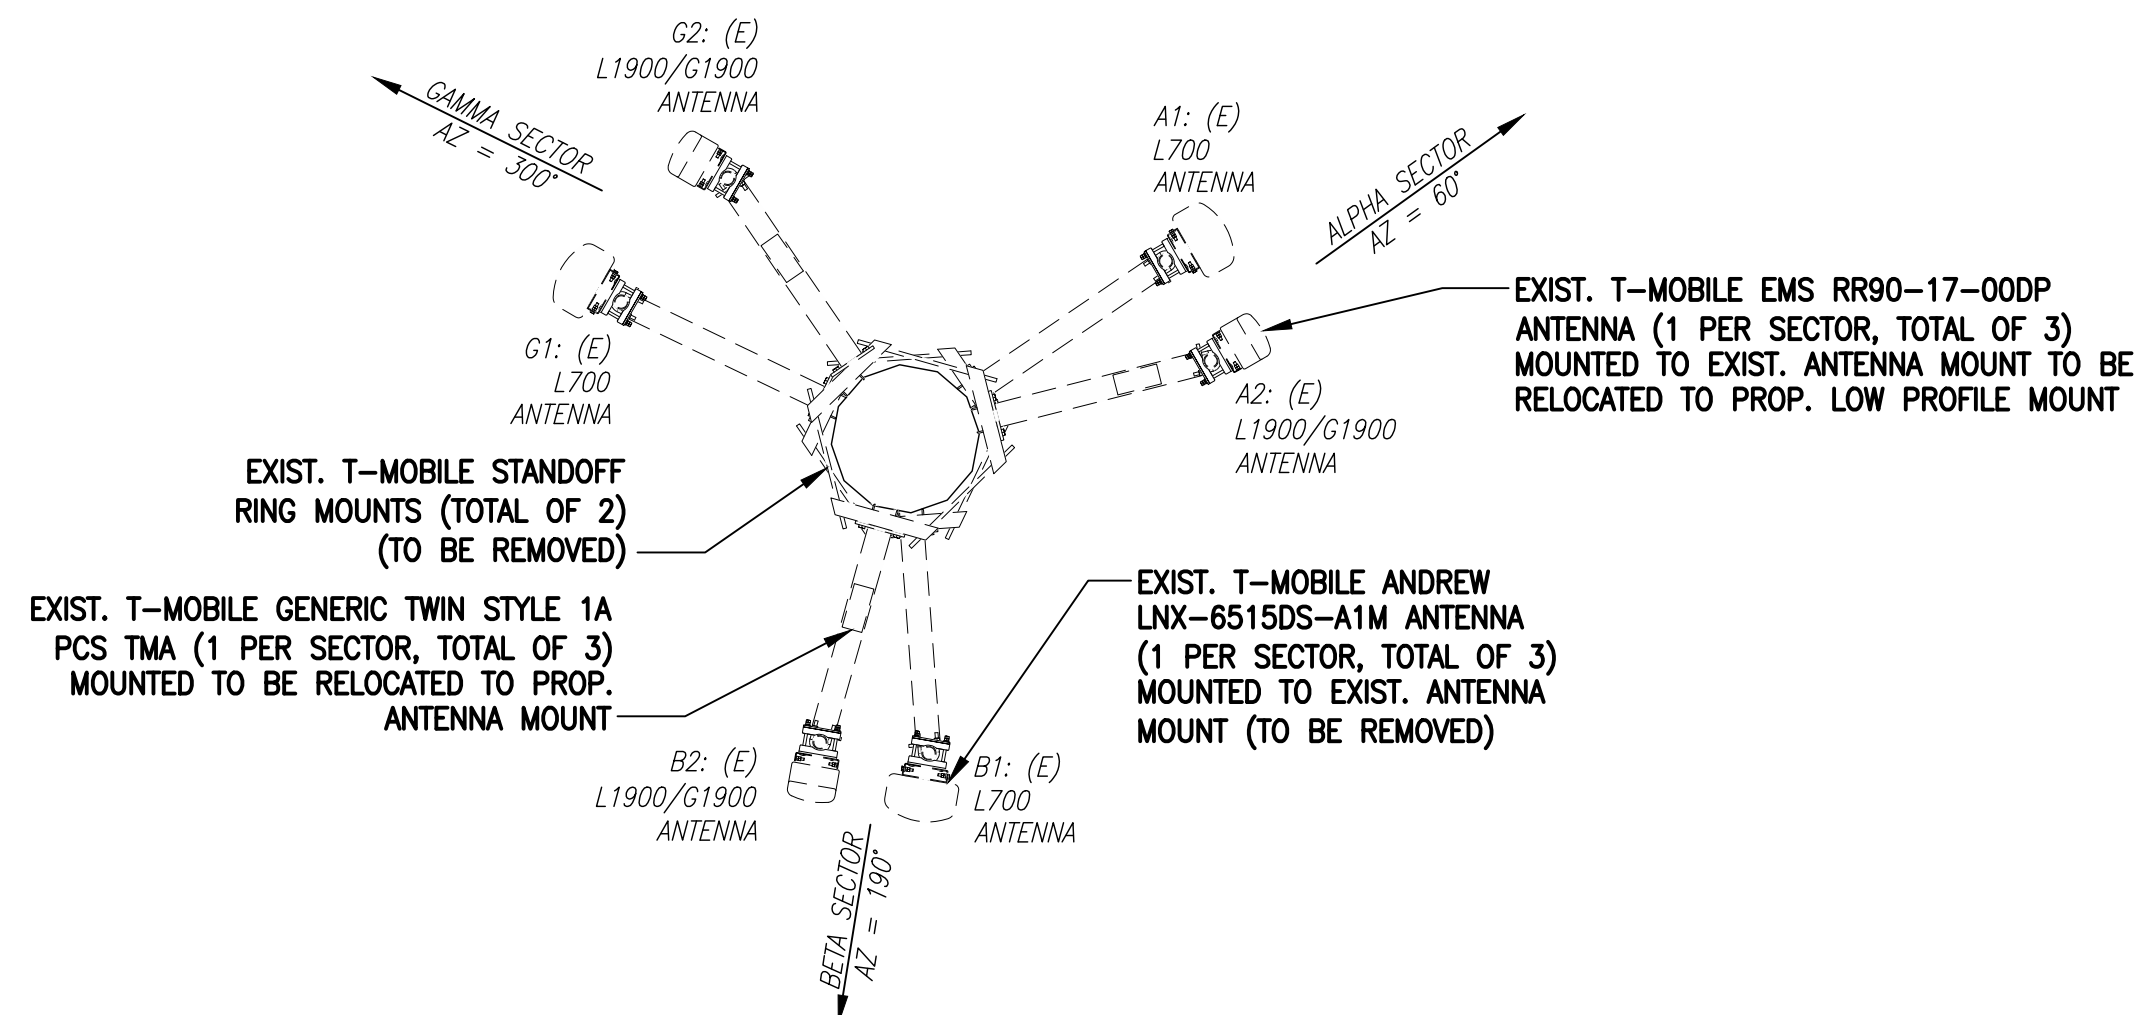 G2: (E)
L1900/G1900
ANTENNA
GAMMA SECTOR
AZ = 300°
A1: (E)
L700
ANTENNA
ALPHA SECTOR
AZ = 60°
EXIST. T-MOBILE EMS RR90-17-00DP
ANTENNA (1 PER SECTOR, TOTAL OF 3)
MOUNTED TO EXIST. ANTENNA MOUNT TO BE
RELOCATED TO PROP. LOW PROFILE MOUNT
G1: (E)
L700
ANTENNA
A2: (E)
L1900/G1900
ANTENNA
EXIST. T-MOBILE STANDOFF
RING MOUNTS (TOTAL OF 2)
(TO BE REMOVED)
EXIST. T-MOBILE GENERIC TWIN STYLE 1A
PCS TMA (1 PER SECTOR, TOTAL OF 3)
MOUNTED TO BE RELOCATED TO PROP.
ANTENNA MOUNT
EXIST. T-MOBILE ANDREW
LNX-6515DS-A1M ANTENNA
(1 PER SECTOR, TOTAL OF 3)
MOUNTED TO EXIST. ANTENNA
MOUNT (TO BE REMOVED)
B2: (E)
L1900/G1900
ANTENNA
B1: (E)
L700
ANTENNA
BETA SECTOR
AZ = 190°